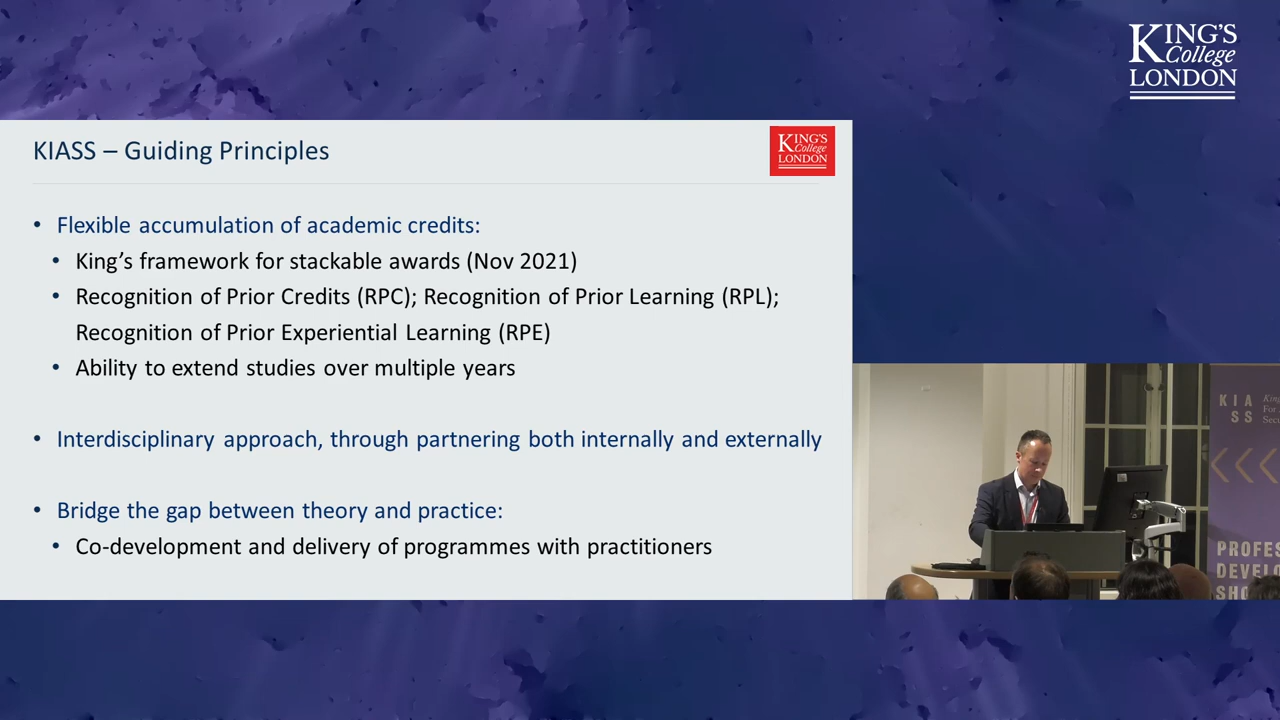 KING'S
College
LONDON
KIASS – Guiding Principles
KING'S
College
LONDON
• Flexible accumulation of academic credits:
• King’s framework for stackable awards (Nov 2021)
• Recognition of Prior Credits (RPC); Recognition of Prior Learning (RPL);
Recognition of Prior Experiential Learning (RPE)
• Ability to extend studies over multiple years
• Interdisciplinary approach, through partnering both internally and externally
• Bridge the gap between theory and practice:
• Co-development and delivery of programmes with practitioners
KIA
SS
For
PROFES
DEVELO